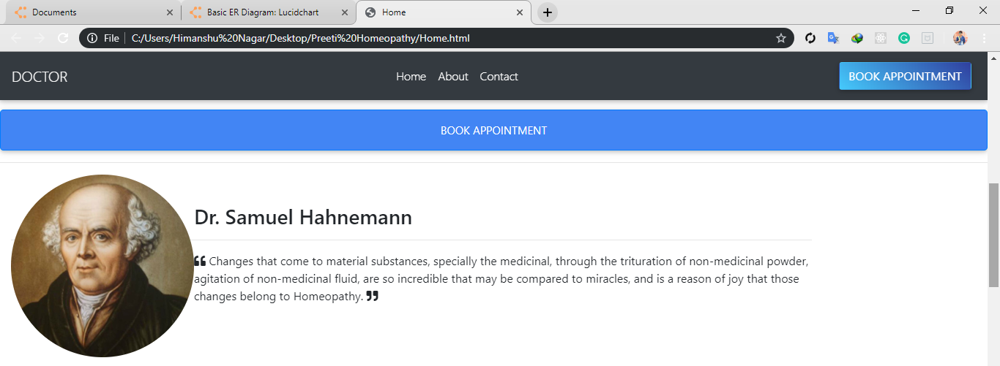 Documents
Basic ER Diagram: Lucidchart
Home
File
C:/Users/Himanshu%20Nagar/Desktop/Preeti%20Homeopathy/Home.html
DOCTOR
Home About Contact
BOOK APPOINTMENT
BOOK APPOINTMENT
Dr. Samuel Hahnemann
❝ Changes that come to material substances, specially the medicinal, through the trituration of non-medicinal powder,
agitation of non-medicinal fluid, are so incredible that may be compared to miracles, and is a reason of joy that those
changes belong to Homeopathy. ❞